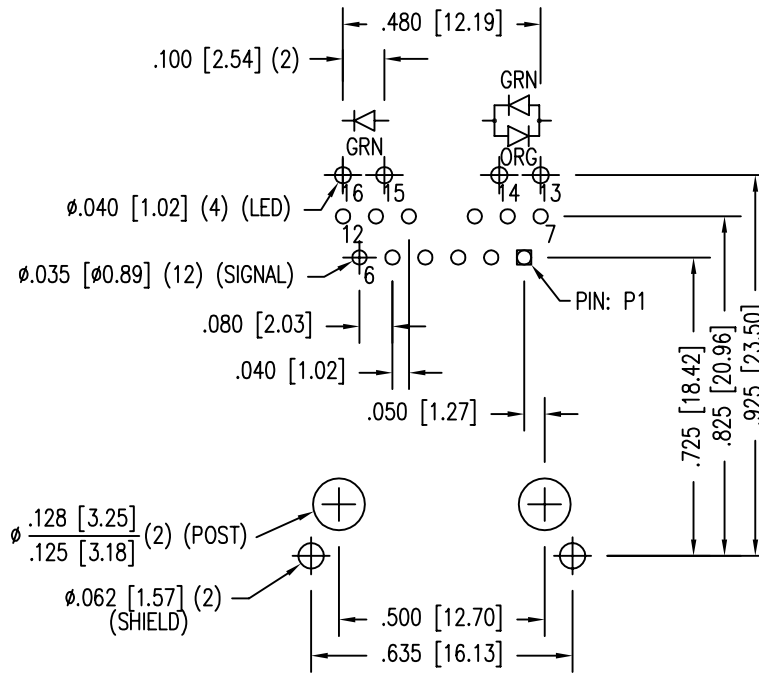 .480 [12.19]
.100 [2.54] (2)
GRN
GRN
ORG
16
15
14
13
ø.040 [1.02] (4) (LED)
12
7
ø.035 [ø0.89] (12) (SIGNAL)
6
PIN: P1
.080 [2.03]
.040 [1.02]
.050 [1.27]
.725 [18.42]
.825 [20.96]
.925 [23.50]
ø .128 [3.25]
.125 [3.18] (2) (POST)
ø.062 [1.57] (2)
(SHIELD)
.500 [12.70]
.635 [16.13]